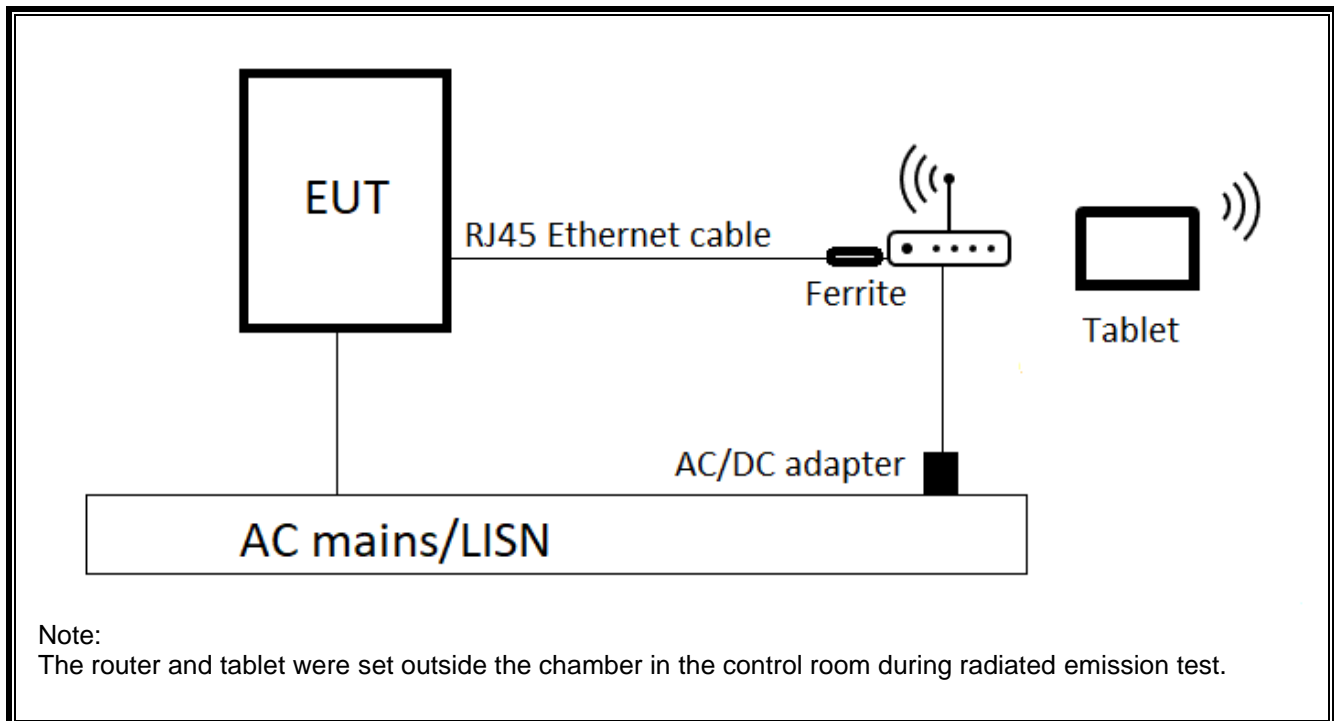 EUT
RJ45 Ethernet cable
Ferrite
Tablet
AC/DC adapter
AC mains/LISN
Note:
The router and tablet were set outside the chamber in the control room during radiated emission test.